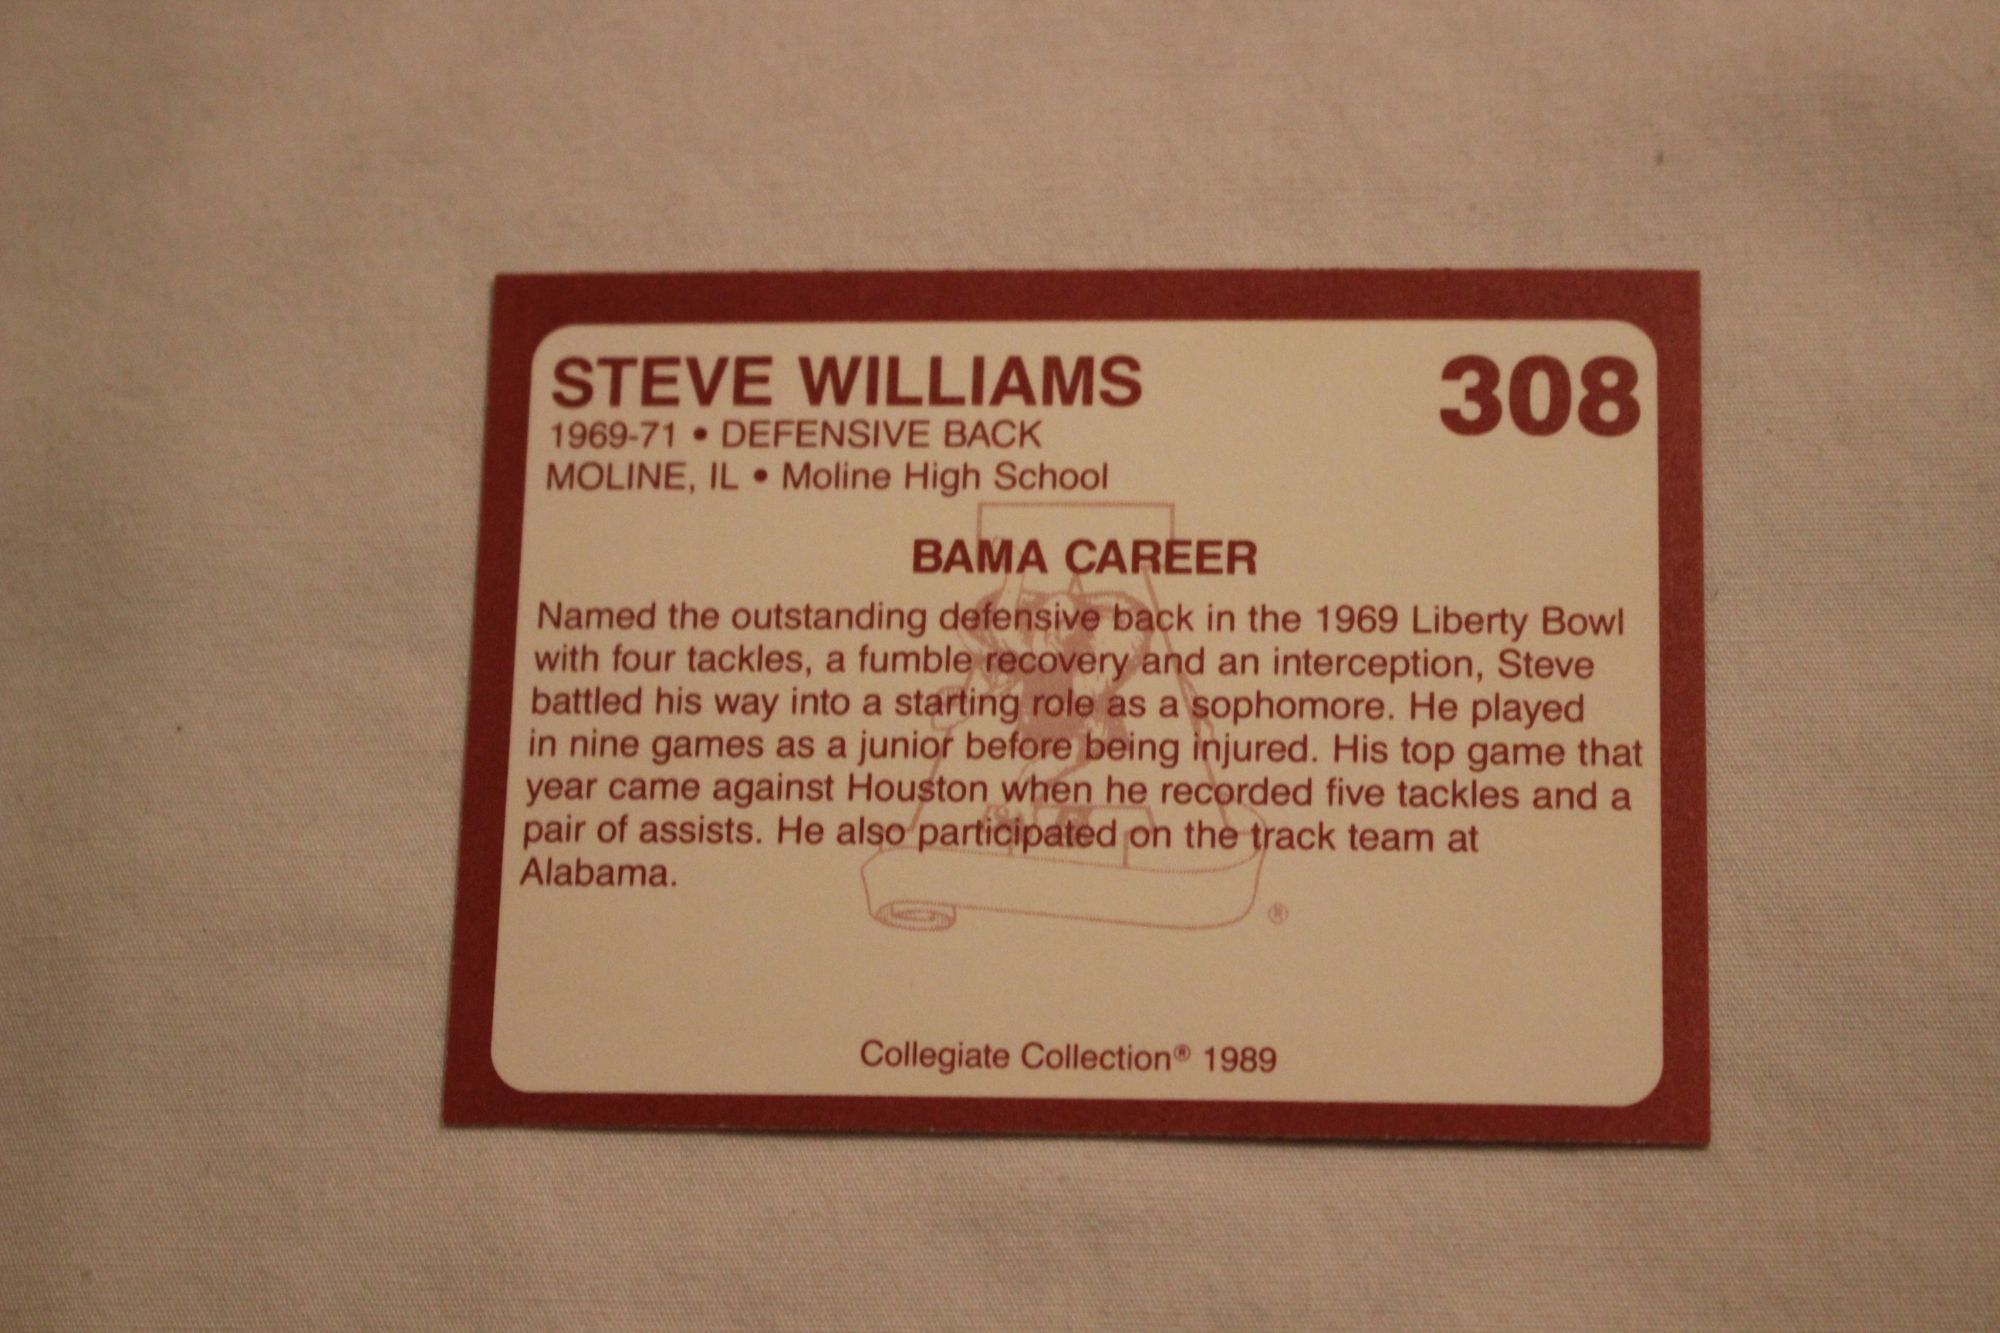 STEVE WILLIAMS
308
1969-71 • DEFENSIVE BACK
MOLINE, IL • Moline High School
BAMA CAREER
Named the outstanding defensive back in the 1969 Liberty Bowl
with four tackles, a fumble recovery and an interception, Steve
battled his way into a starting role as a sophomore. He played
in nine games as a junior before being injured. His top game that
year came against Houston when he recorded five tackles and a
pair of assists. He also participated on the track team at
Alabama.
®
Collegiate Collection® 1989